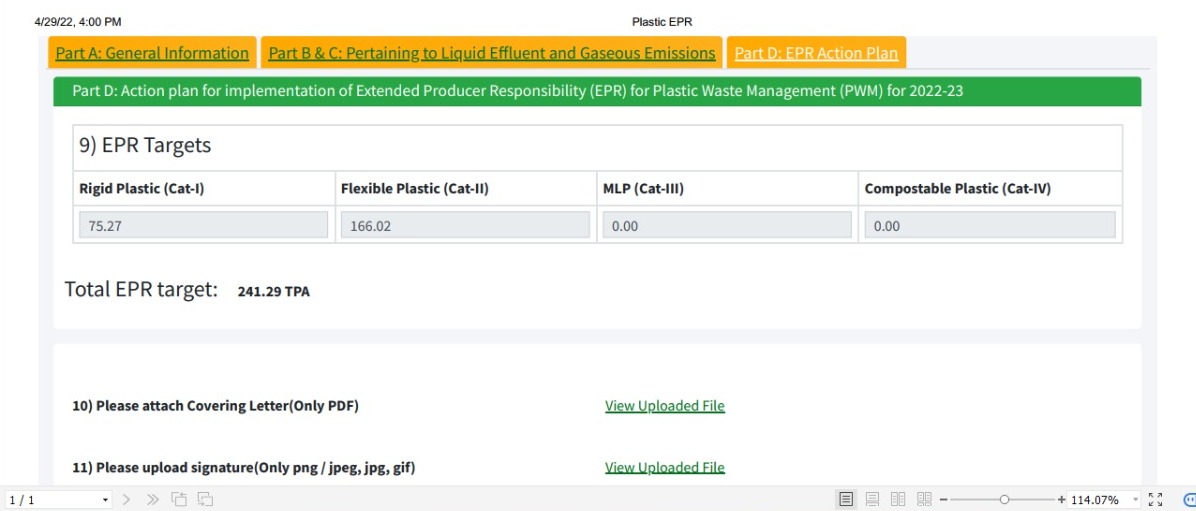 4/29/22, 4:00 PM Plastic EPR
Part A: General Information Part B & C: Pertaining to Liquid Effluent and Gaseous Emissions Part D: EPR Action Plan
Part D: Action plan for implementation of Extended Producer Responsibility (EPR) for Plastic Waste Management (PWM) for 2022-23
9) EPR Targets
Rigid Plastic (Cat-I) Flexible Plastic (Cat-II) MLP (Cat-III) Compostable Plastic (Cat-IV)
75.27 166.02 0.00 0.00
Total EPR target: 241.29 TPA
10) Please attach Covering Letter(Only PDF) View Uploaded File
11) Please upload signature(Only png / jpeg, jpg, gif) View Uploaded File
1 / 1 114.07%